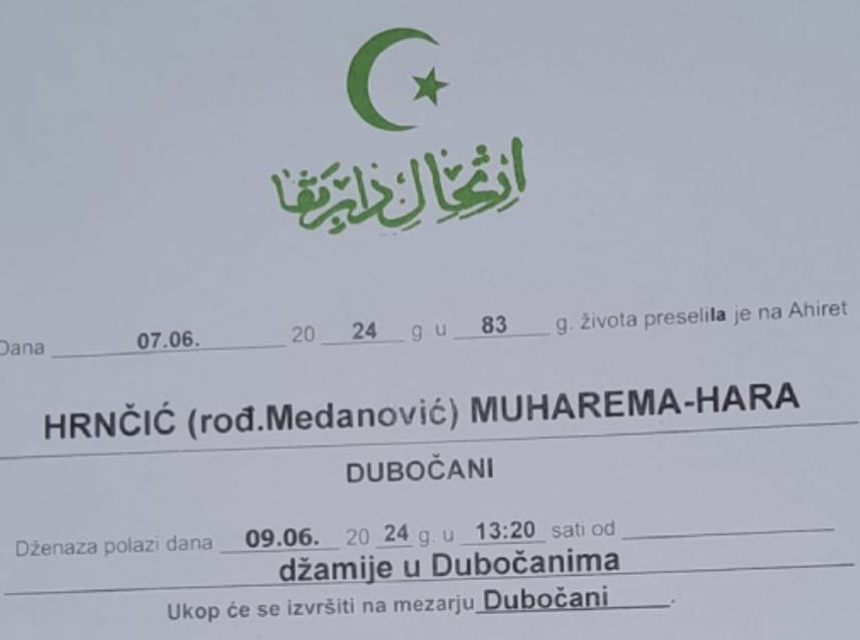 انتقال دار بقا
Dana 07.06. 20 24 g. u 83 g. života preselila je na Ahiret
HRNČIĆ (rođ.Medanović) MUHAREMA-HARA
DUBOČANI
Dženaza polazi dana 09.06. 20 24 g. u 13:20 sati od
džamije u Dubočanima
Ukop će se izvršiti na mezarju Dubočani.